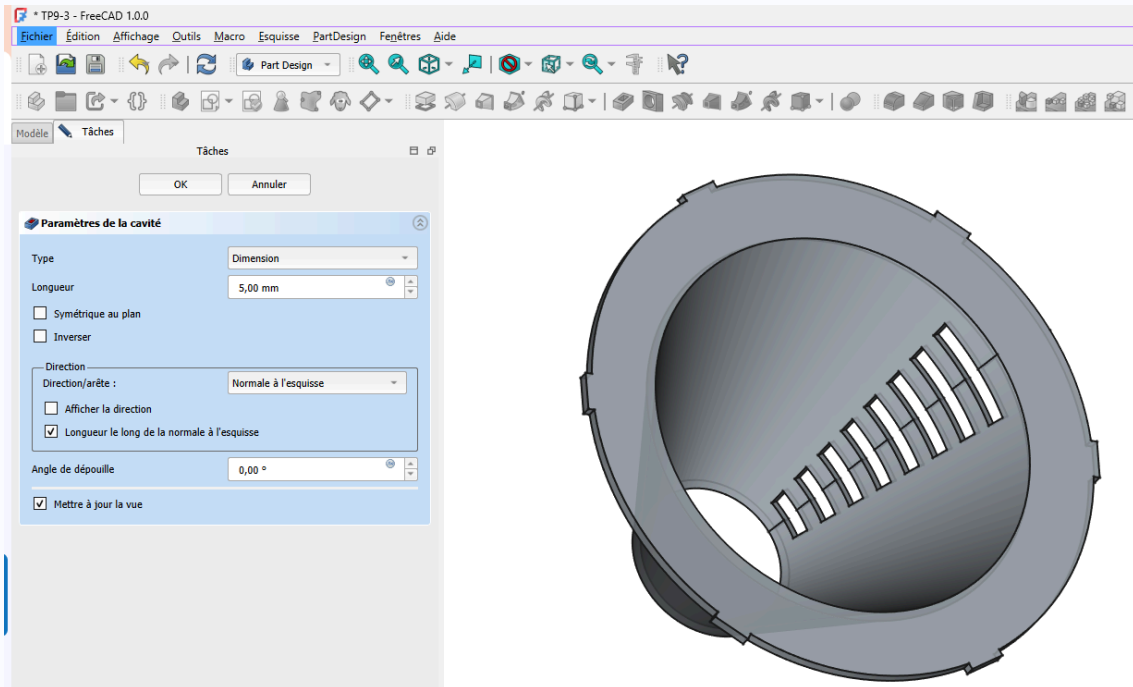 * TP9-3 - FreeCAD 1.0.0
Fichier Édition Affichage Outils Macro Esquisse PartDesign Fenêtres Aide
Part Design
Modèle Tâches
Tâches
OK Annuler
Paramètres de la cavité
Type Dimension
Longueur 5,00 mm
Symétrique au plan
Inverser
Direction
Direction/arête : Normale à l'esquisse
Afficher la direction
Longueur le long de la normale à l'esquisse
Angle de dépouille 0,00 °
Mettre à jour la vue